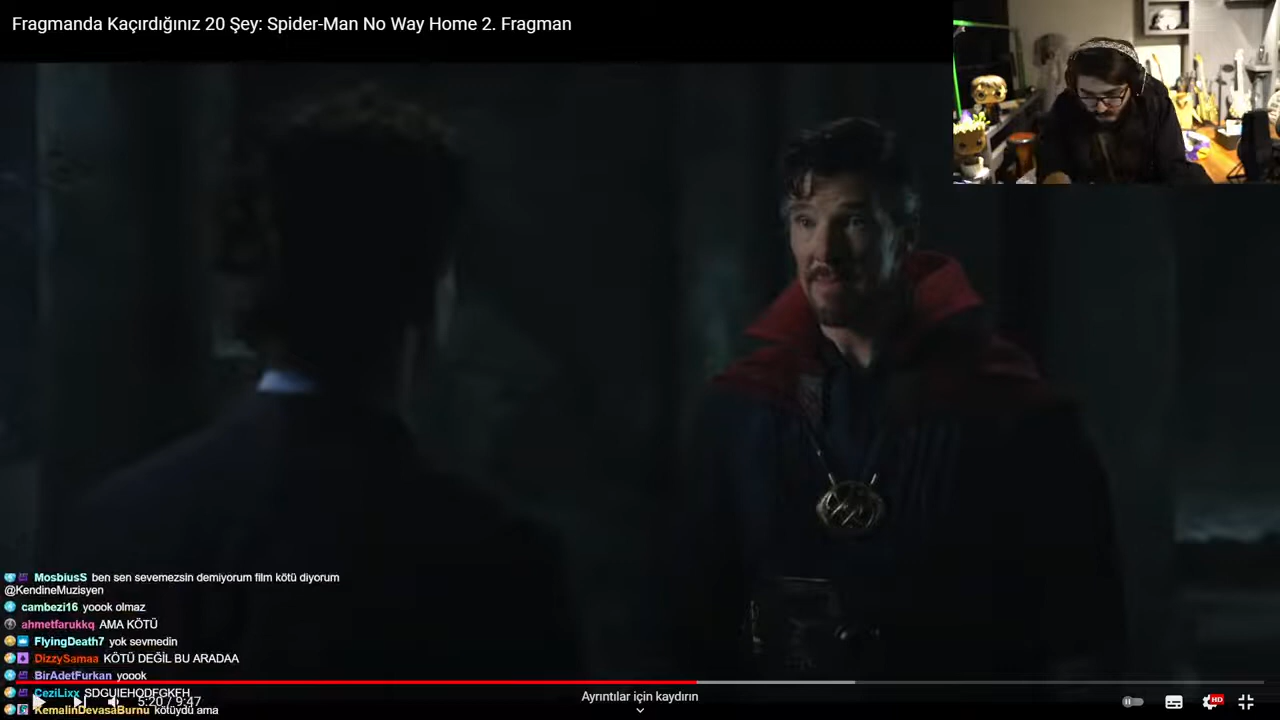 Fragmanda Kaçırdığınız 20 Şey: Spider-Man No Way Home 2. Fragman
MosbiusS ben sen sevemezsin demiyorum film kötü diyorum
@KendineMuzisyen
cambezi16 yoook olmaz
ahmetfarukkq AMA KÖTÜ
FlyingDeath7 yok sevmedin
DizzySamaa KÖTÜ DEĞİL BU ARADAA
BirAdetFurkan yoook
CeziLixx SDGUIEHQDFGKEH
5:20 / 9:47
Ayrıntılar için kaydırın
HD
KemalinDevasaBurnu kötüydü ama